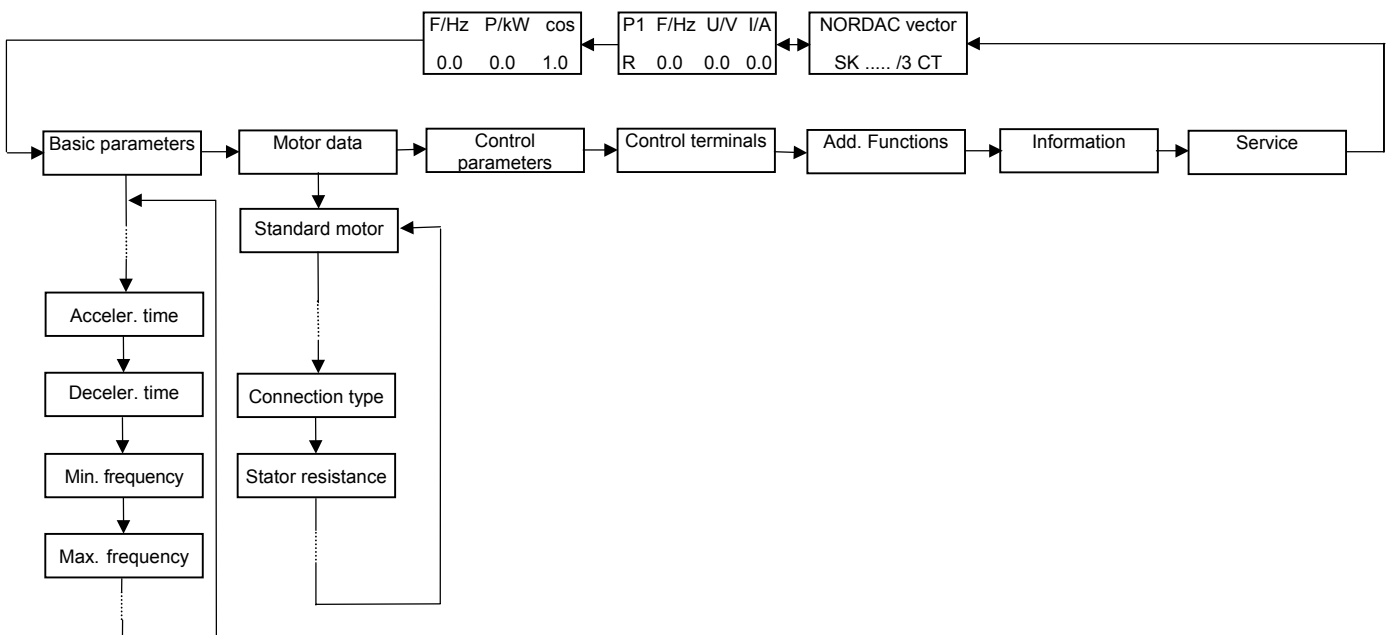 F/Hz P/kW cos
0.0 0.0 1.0
P1 F/Hz U/V I/A
R 0.0 0.0 0.0
NORDAC vector
SK ..... /3 CT
Basic parameters
Motor data
Control
parameters
Control terminals
Add. Functions
Information
Service
Standard motor
Acceler. time
Deceler. time
Connection type
Min. frequency
Stator resistance
Max. frequency